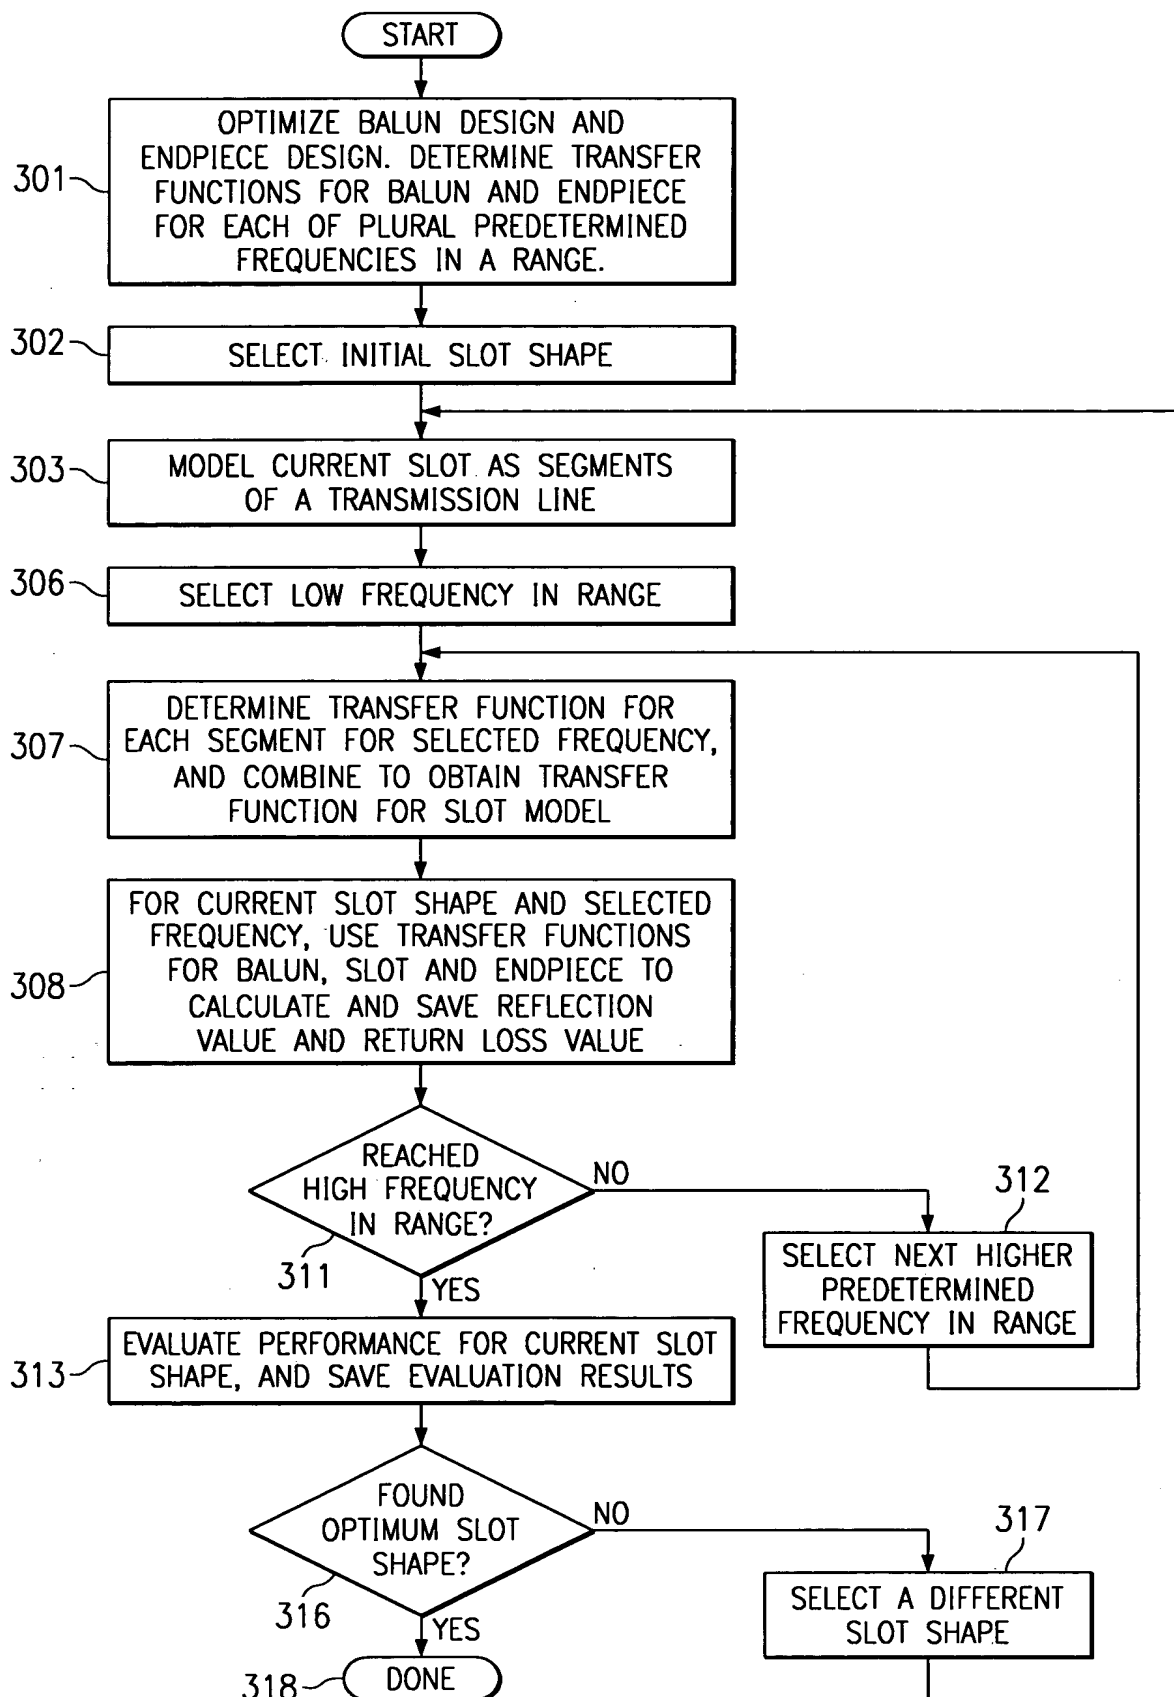 START
OPTIMIZE BALUN DESIGN AND
ENDPIECE DESIGN. DETERMINE TRANSFER
FUNCTIONS FOR BALUN AND ENDPIECE
FOR EACH OF PLURAL PREDETERMINED
FREQUENCIES IN A RANGE.
301
302
SELECT INITIAL SLOT SHAPE
303
MODEL CURRENT SLOT AS SEGMENTS
OF A TRANSMISSION LINE
306
SELECT LOW FREQUENCY IN RANGE
307
DETERMINE TRANSFER FUNCTION FOR
EACH SEGMENT FOR SELECTED FREQUENCY,
AND COMBINE TO OBTAIN TRANSFER
FUNCTION FOR SLOT MODEL
308
FOR CURRENT SLOT SHAPE AND SELECTED
FREQUENCY, USE TRANSFER FUNCTIONS
FOR BALUN, SLOT AND ENDPIECE TO
CALCULATE AND SAVE REFLECTION
VALUE AND RETURN LOSS VALUE
REACHED
HIGH FREQUENCY
IN RANGE?
311
NO
YES
312
SELECT NEXT HIGHER
PREDETERMINED
FREQUENCY IN RANGE
313
EVALUATE PERFORMANCE FOR CURRENT SLOT
SHAPE, AND SAVE EVALUATION RESULTS
FOUND
OPTIMUM SLOT
SHAPE?
316
NO
YES
317
SELECT A DIFFERENT
SLOT SHAPE
318
DONE